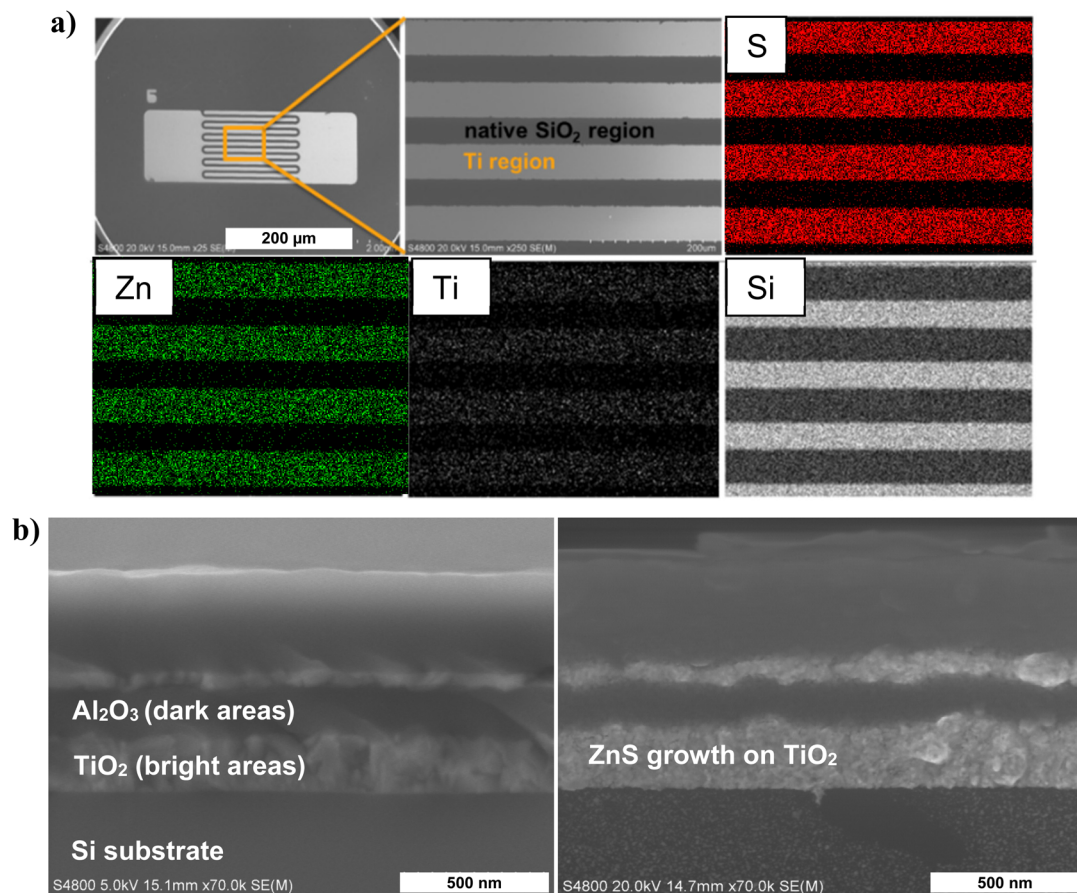 a)
5
200 µm
S4800 20.0kV 15.0mm x25 SE(
2.00
native SiO₂ region
Ti region
S4800 20.0kV 15.0mm x250 SE(M)
200um
S
Zn
Ti
Si
b)
Al₂O₃ (dark areas)
TiO₂ (bright areas)
Si substrate
S4800 5.0kV 15.1mm x70.0k SE(M)
500 nm
ZnS growth on TiO₂
S4800 20.0kV 14.7mm x70.0k SE(M)
500 nm